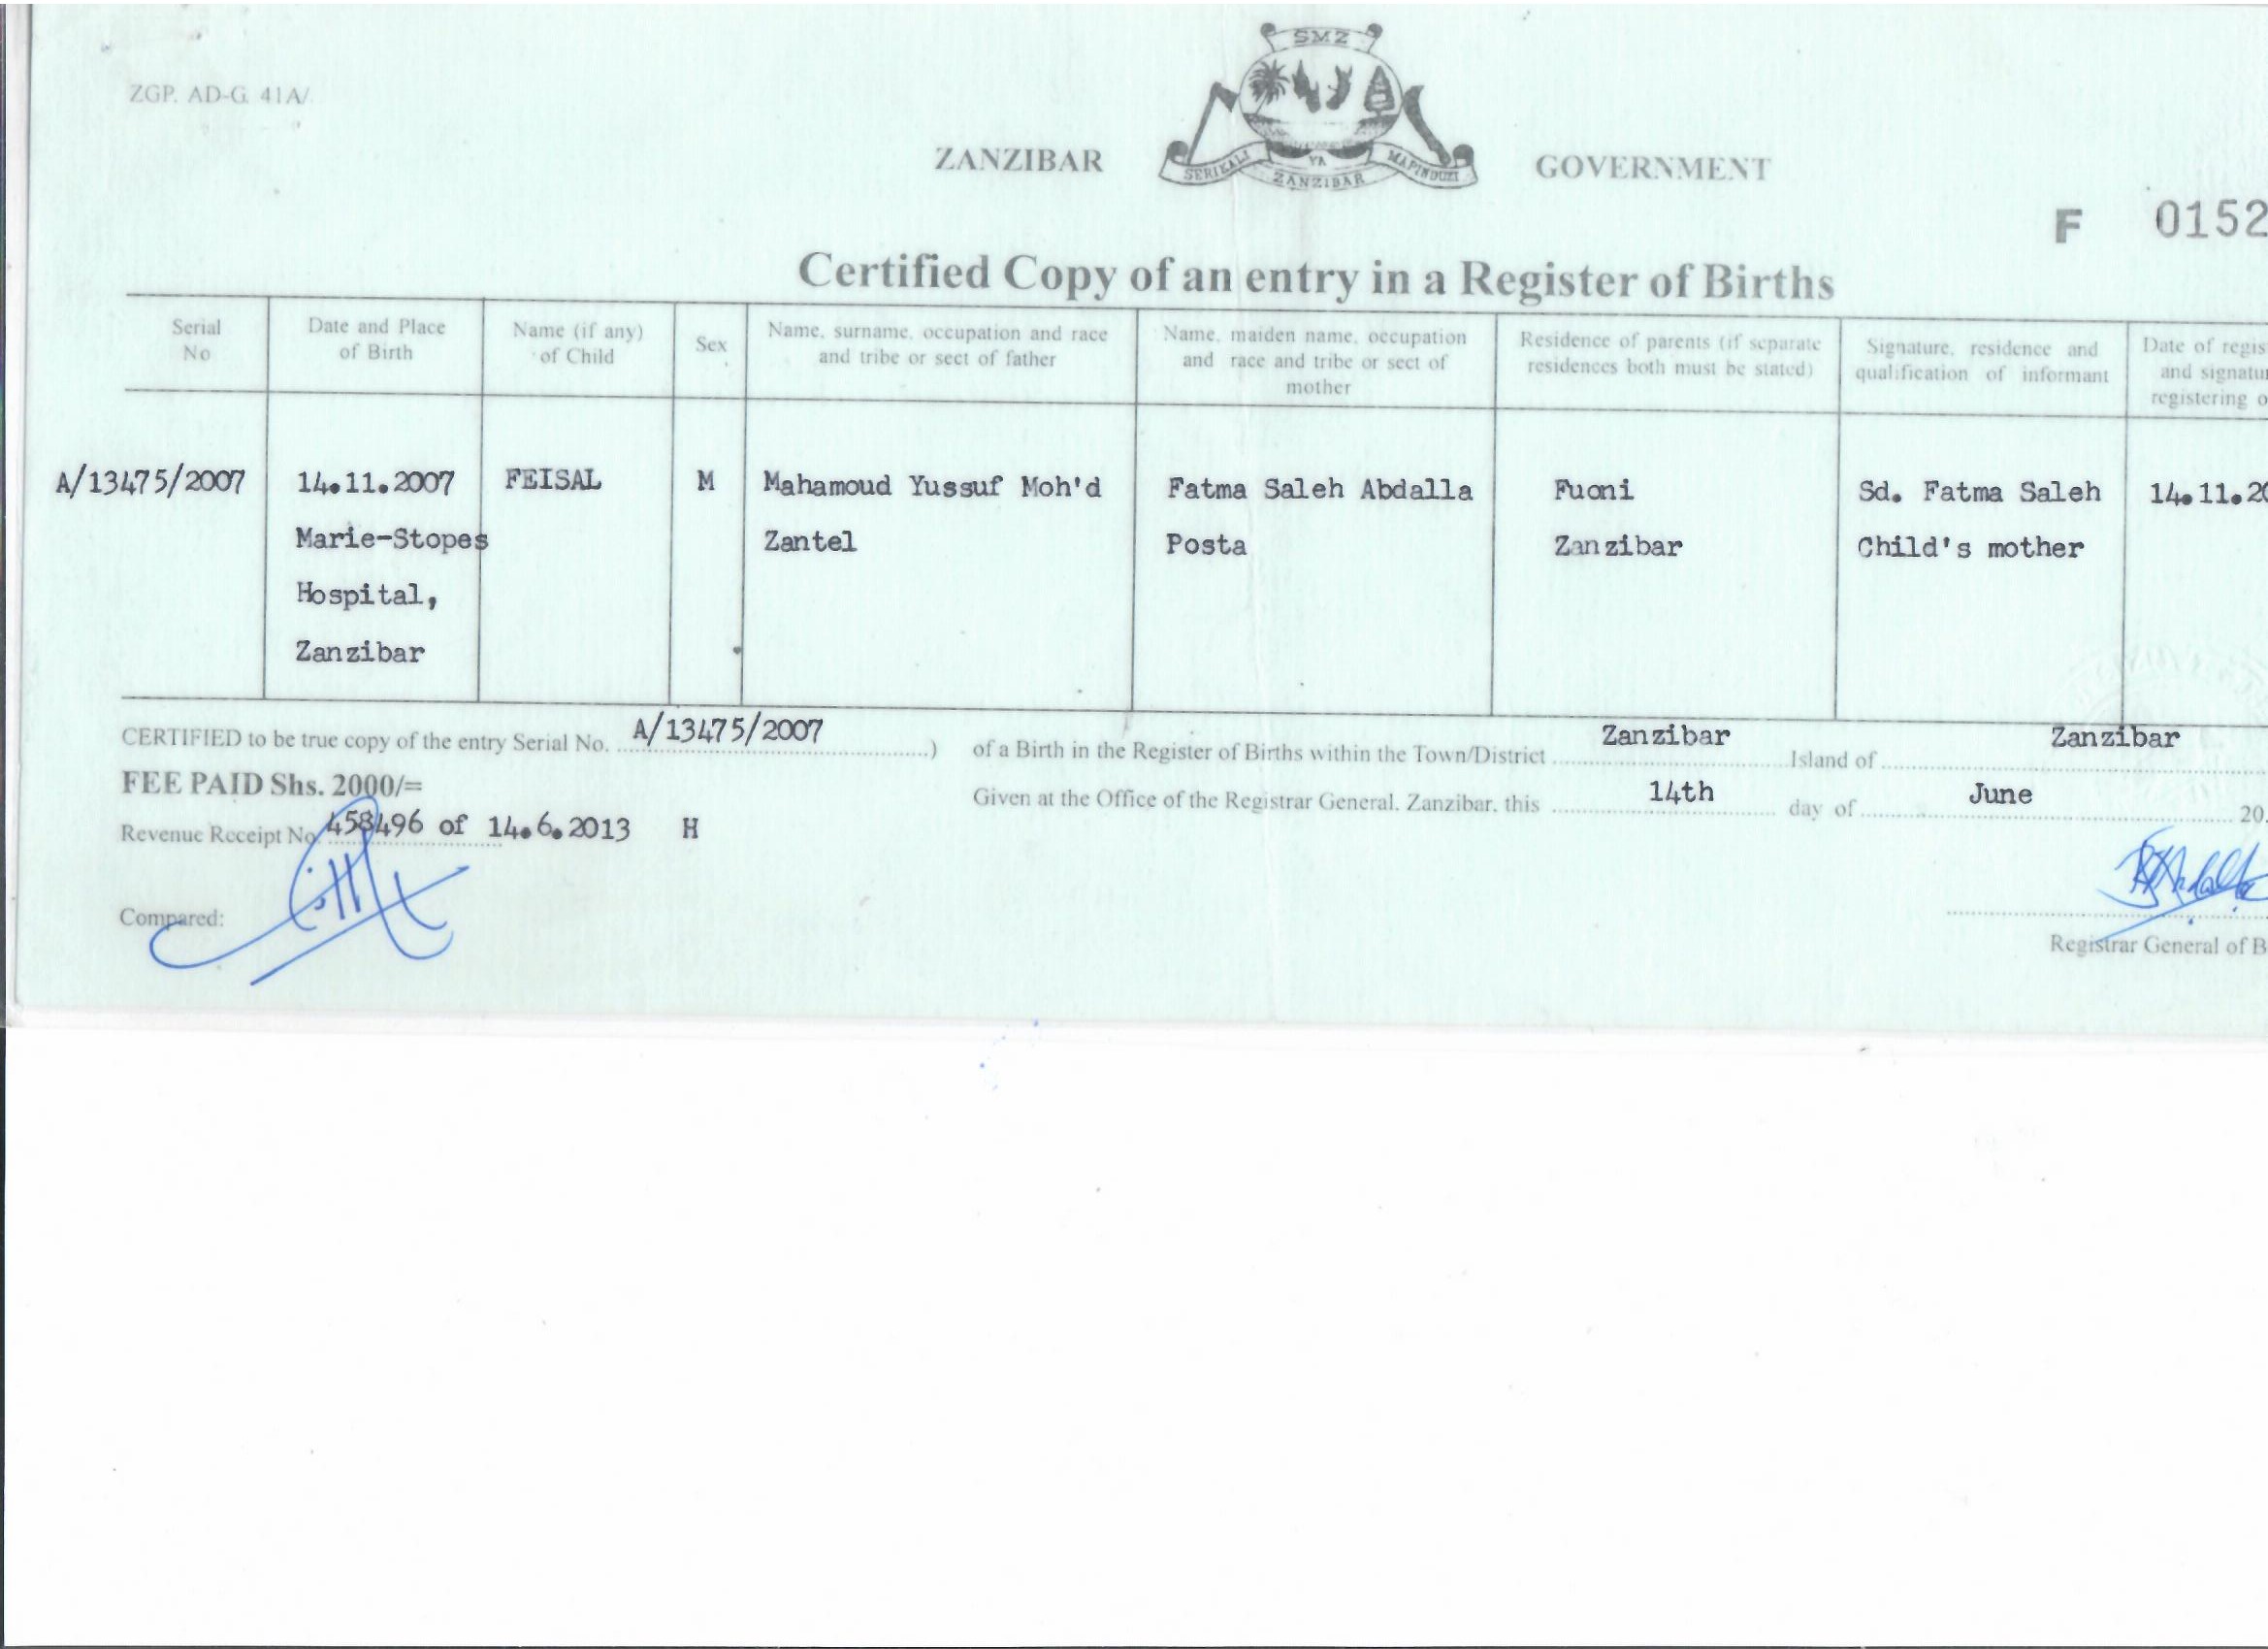 ZGP. AD-G. 41A/
SMZ
SERIKALI YA MAPINDUZI
ZANZIBAR
ZANZIBAR GOVERNMENT
F 0152
Certified Copy of an entry in a Register of Births
Serial
No
Date and Place
of Birth
Name (if any)
of Child
Sex
Name, surname, occupation and race
and tribe or sect of father
Name, maiden name, occupation
and race and tribe or sect of
mother
Residence of parents (if separate
residences both must be stated)
Signature, residence and
qualification of informant
Date of regis
and signatu
registering o
A/13475/2007
14.11.2007
Marie-Stopes
Hospital,
Zanzibar
FEISAL
M
Mahamoud Yussuf Moh'd
Zantel
Fatma Saleh Abdalla
Posta
Fuoni
Zanzibar
Sd. Fatma Saleh
Child's mother
14.11.20
CERTIFIED to be true copy of the entry Serial No. A/13475/2007 ) of a Birth in the Register of Births within the Town/District Zanzibar Island of Zanzibar
FEE PAID Shs. 2000/=
Given at the Office of the Registrar General, Zanzibar, this 14th day of June 20
Revenue Receipt No. 458496 of 14.6.2013 H
Compared:
Registrar General of B